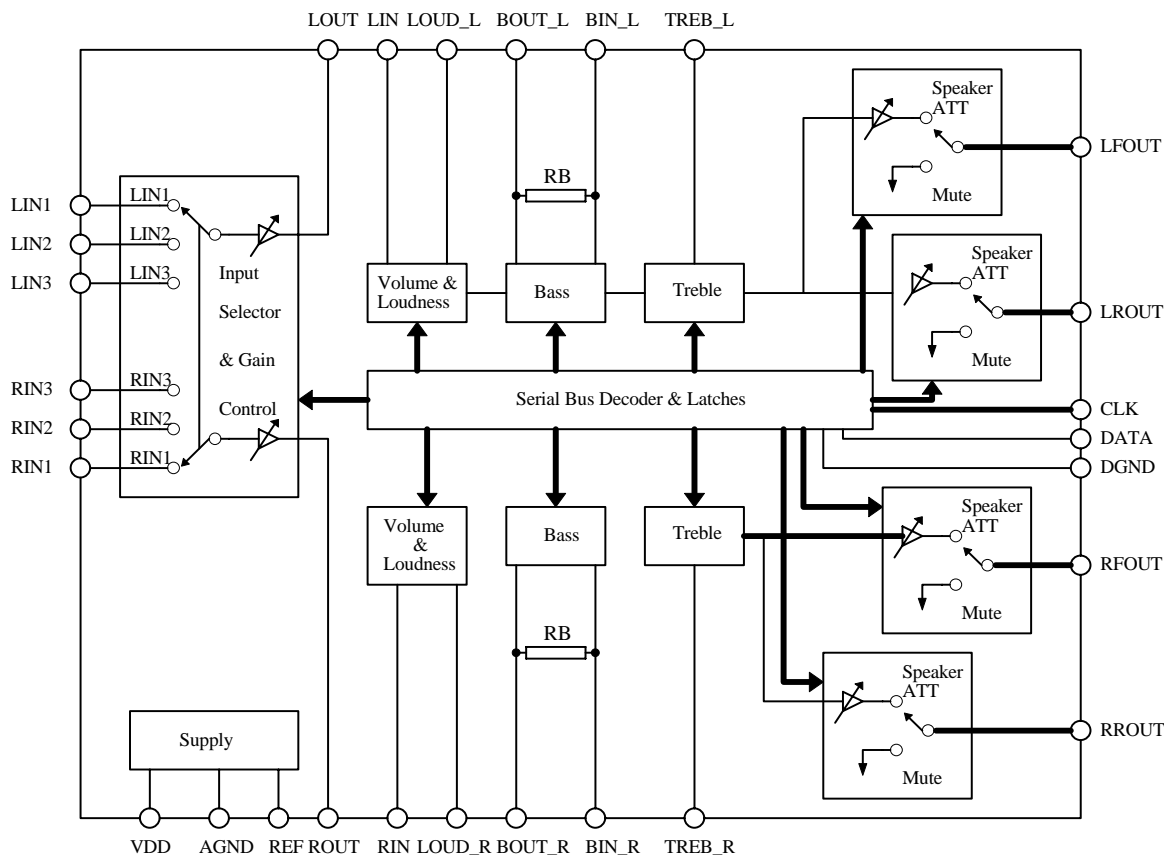 LOUT LIN LOUD_L BOUT_L BIN_L TREB_L
Speaker
ATT
Mute
LFOUT
RB
LIN1
LIN2
LIN3
LIN1
LIN2
LIN3
Input
Selector
& Gain
Control
RIN3
RIN2
RIN1
RIN3
RIN2
RIN1
Volume &
Loudness
Bass
Treble
Speaker
ATT
Mute
LROUT
Serial Bus Decoder & Latches
CLK
DATA
DGND
Volume
&
Loudness
Bass
Treble
Speaker
ATT
Mute
RFOUT
RB
Speaker
ATT
Mute
RROUT
Supply
VDD AGND REF ROUT RIN LOUD_R BOUT_R BIN_R TREB_R